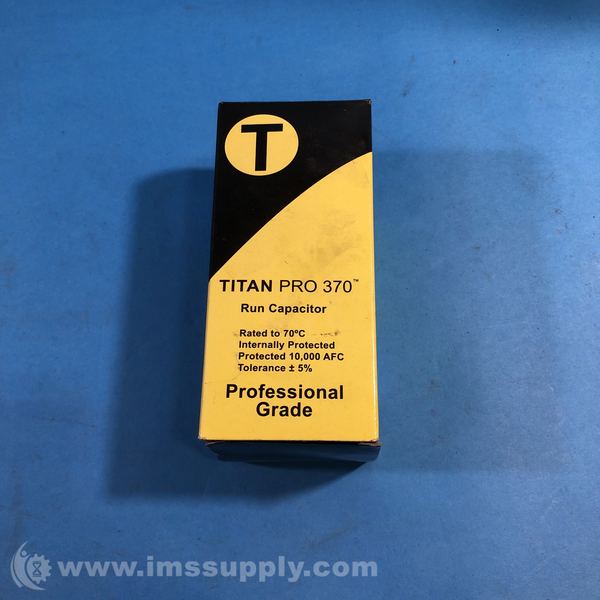 T
TITAN PRO 370™
Run Capacitor
Rated to 70ºC
Internally Protected
Protected 10,000 AFC
Tolerance ± 5%
Professional
Grade
www.imssupply.com